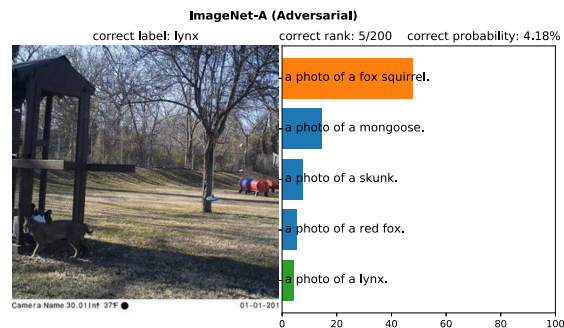 ImageNet-A (Adversarial)
correct label: lynx correct rank: 5/200 correct probability: 4.18%
a photo of a fox squirrel.
a photo of a mongoose.
a photo of a skunk.
a photo of a red fox.
a photo of a lynx.
Camera Name 30.01In↑ 37°F ● 01-01-201
0 20 40 60 80 100